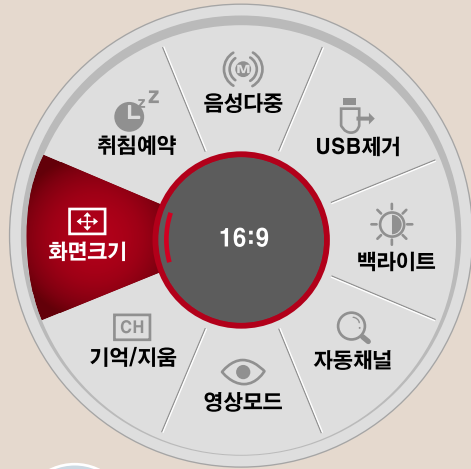 음성다중
취침예약
USB제거
화면크기
16:9
백라이트
CH
기억/지움
자동채널
영상모드